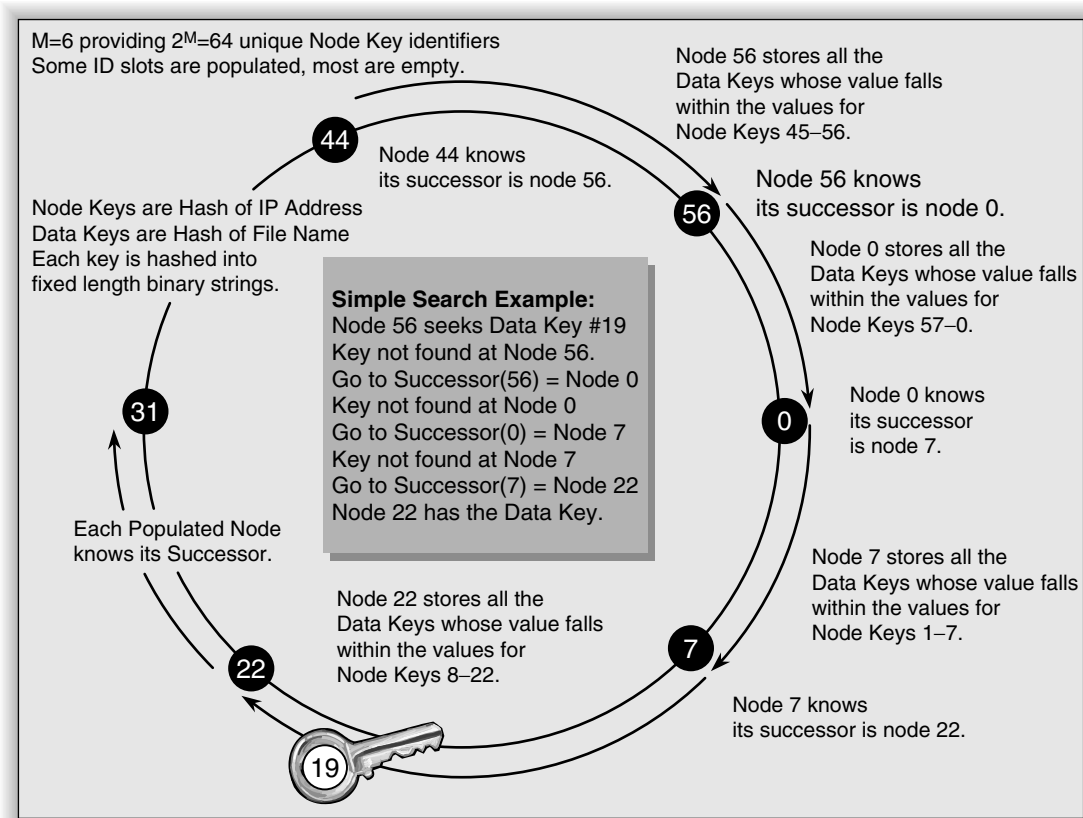 M=6 providing 2ᴹ=64 unique Node Key identifiers
Some ID slots are populated, most are empty.
Node 56 stores all the
Data Keys whose value falls
within the values for
Node Keys 45–56.
44
Node 44 knows
its successor is node 56.
56
Node 56 knows
its successor is node 0.
Node Keys are Hash of IP Address
Data Keys are Hash of File Name
Each key is hashed into
fixed length binary strings.
Node 0 stores all the
Data Keys whose value falls
within the values for
Node Keys 57–0.
Simple Search Example:
Node 56 seeks Data Key #19
Key not found at Node 56.
Go to Successor(56) = Node 0
Key not found at Node 0
Go to Successor(0) = Node 7
Key not found at Node 7
Go to Successor(7) = Node 22
Node 22 has the Data Key.
31
0
Node 0 knows
its successor
is node 7.
Each Populated Node
knows its Successor.
Node 7 stores all the
Data Keys whose value falls
within the values for
Node Keys 1–7.
Node 22 stores all the
Data Keys whose value falls
within the values for
Node Keys 8–22.
22
7
Node 7 knows
its successor is node 22.
19